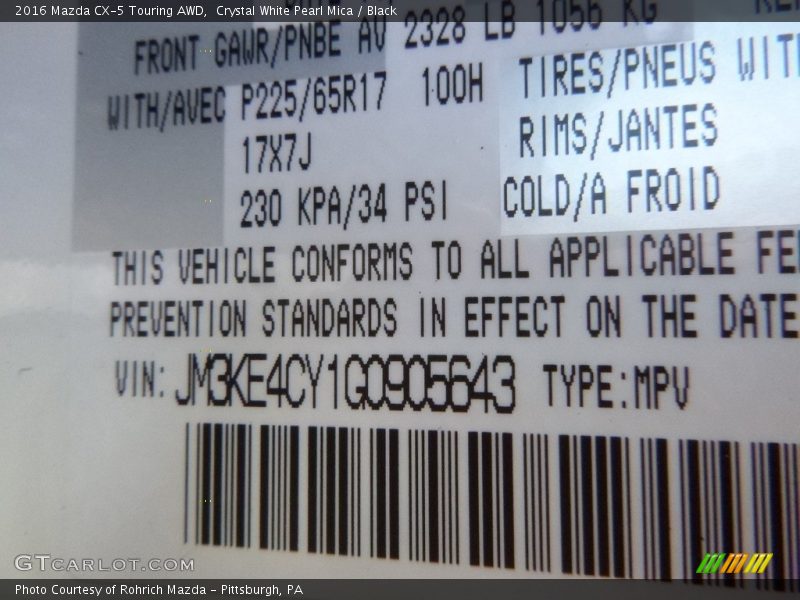 2016 Mazda CX-5 Touring AWD, Crystal White Pearl Mica / Black
FRONT GAWR/PNBE AV 2328 LB 1056 KG
WITH/AVEC P225/65R17 100H TIRES/PNEUS WITH
17X7J RIMS/JANTES
230 KPA/34 PSI COLD/A FROID
THIS VEHICLE CONFORMS TO ALL APPLICABLE FE
PREVENTION STANDARDS IN EFFECT ON THE DATE
VIN: JM3KE4CY1G0905643 TYPE:MPV
GTCARLOT.COM
Photo Courtesy of Rohrich Mazda - Pittsburgh, PA